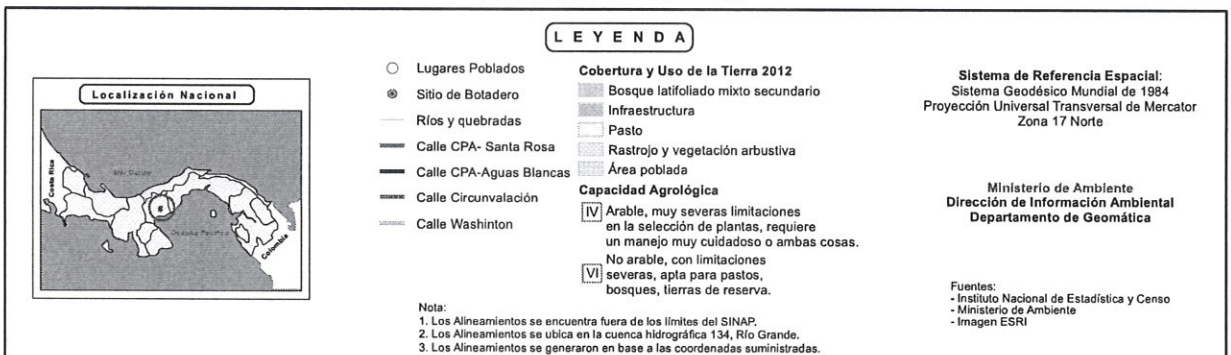 LEYENDA
Localización Nacional
Costa Rica
Colombia
Lugares Poblados
Sitio de Botadero
Ríos y quebradas
Calle CPA- Santa Rosa
Calle CPA-Aguas Blancas
Calle Circunvalación
Calle Washinton
Cobertura y Uso de la Tierra 2012
Bosque latifoliado mixto secundario
Infraestructura
Pasto
Rastrojo y vegetación arbustiva
Área poblada
Capacidad Agrológica
IV Arable, muy severas limitaciones
en la selección de plantas, requiere
un manejo muy cuidadoso o ambas cosas.
VI No arable, con limitaciones
severas, apta para pastos,
bosques, tierras de reserva.
Nota:
1. Los Alineamientos se encuentra fuera de los límites del SINAP.
2. Los Alineamientos se ubica en la cuenca hidrográfica 134, Río Grande.
3. Los Alineamientos se generaron en base a las coordenadas suministradas.
Sistema de Referencia Espacial:
Sistema Geodésico Mundial de 1984
Proyección Universal Transversal de Mercator
Zona 17 Norte
Ministerio de Ambiente
Dirección de Información Ambiental
Departamento de Geomática
Fuentes:
- Instituto Nacional de Estadística y Censo
- Ministerio de Ambiente
- Imagen ESRI